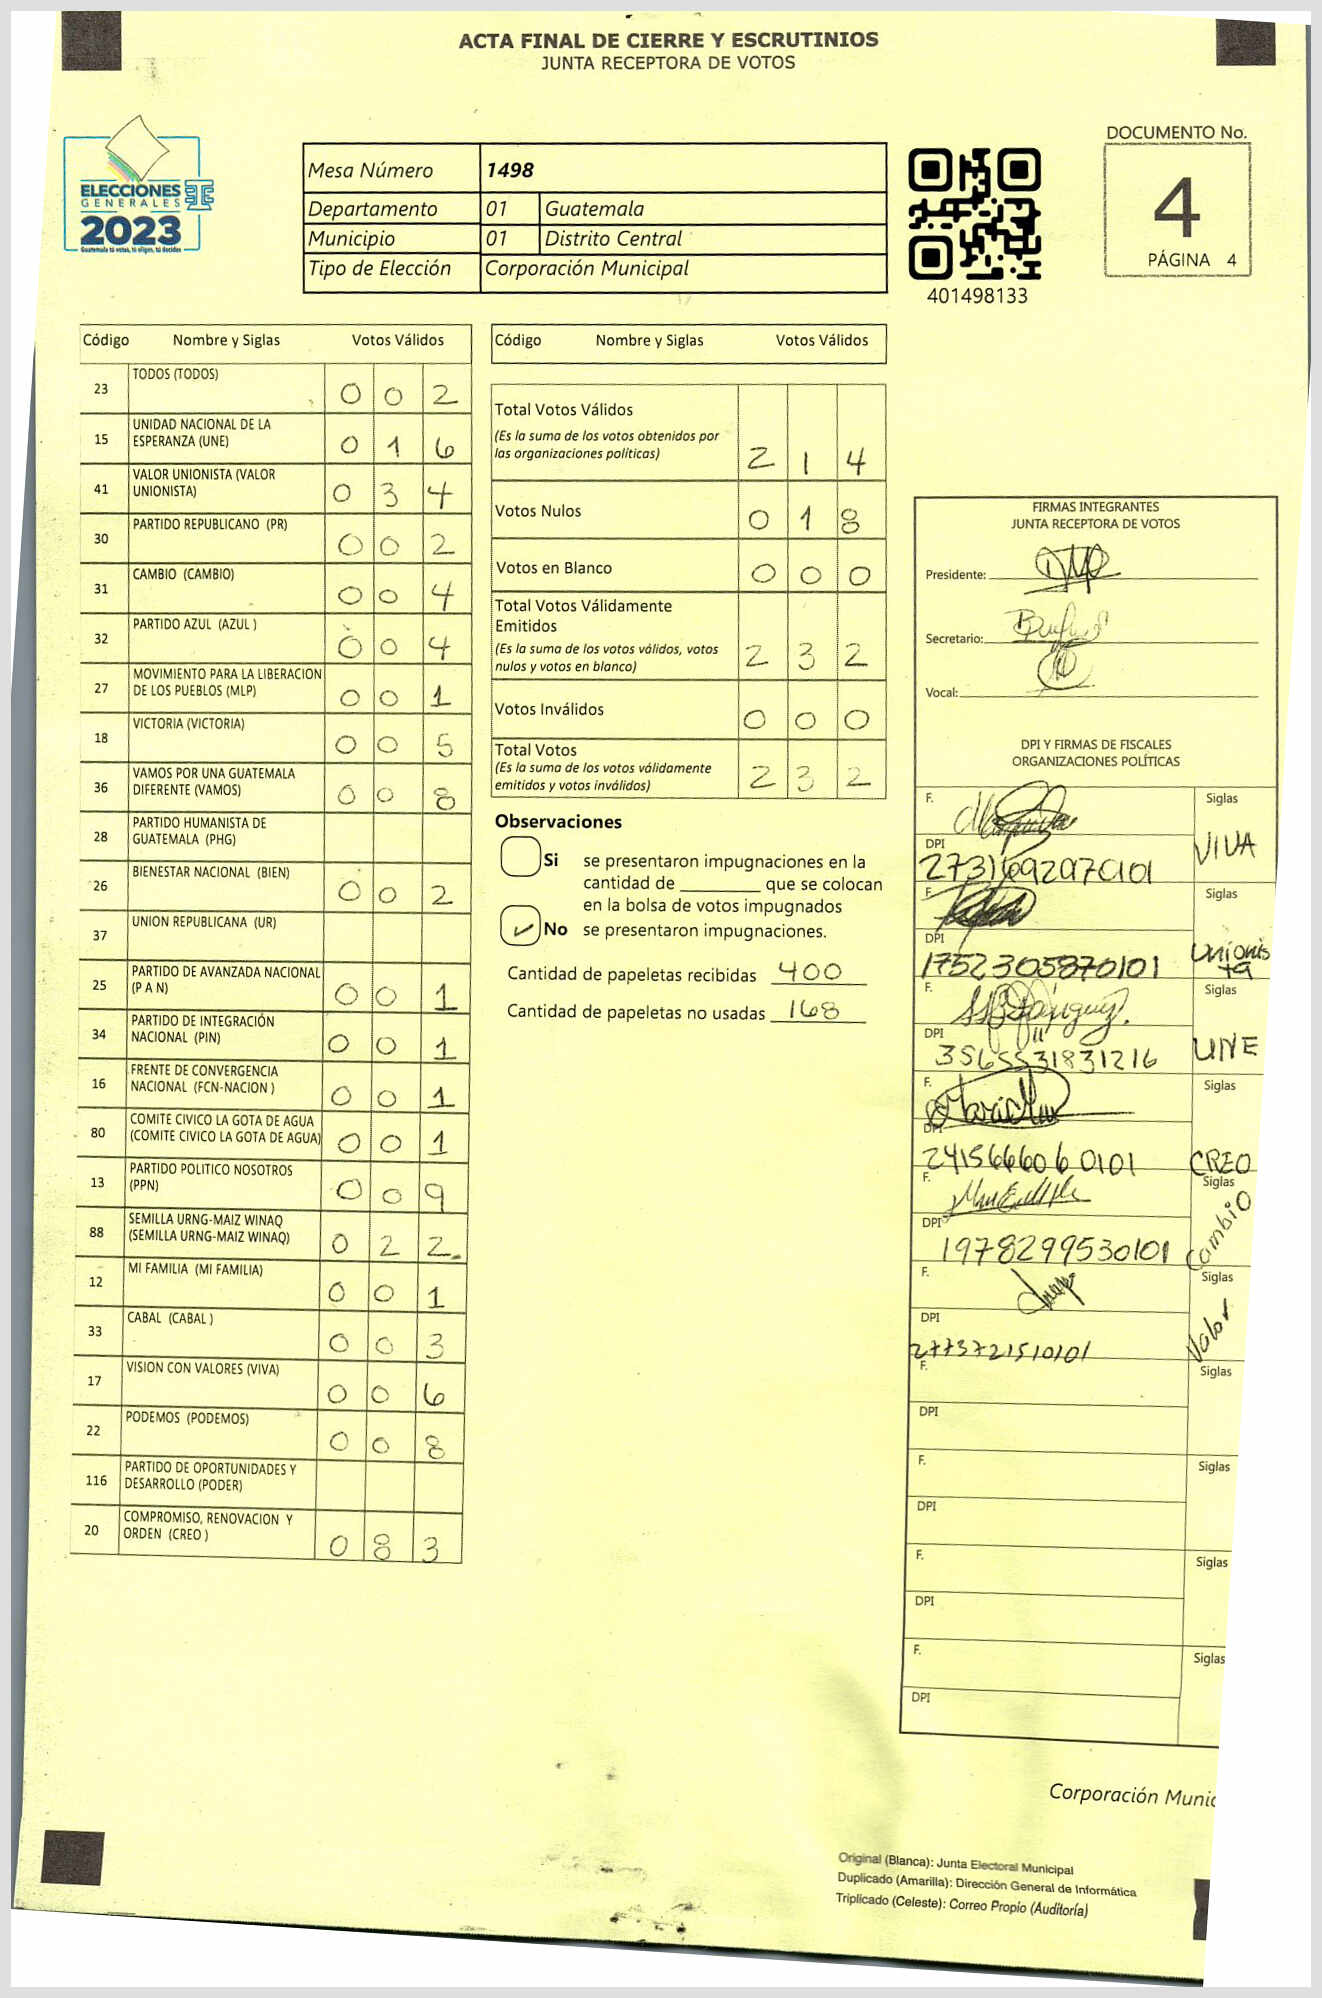 ACTA FINAL DE CIERRE Y ESCRUTINIOS
JUNTA RECEPTORA DE VOTOS
ELECCIONES
GENERALES
2023
Guatemala tú votas, tú eliges, tú decides
Mesa Número 1498
Departamento 01 Guatemala
Municipio 01 Distrito Central
Tipo de Elección Corporación Municipal
401498133
DOCUMENTO No.
4
PÁGINA 4
Código Nombre y Siglas Votos Válidos
23 TODOS (TODOS) 0 0 2
15 UNIDAD NACIONAL DE LA
ESPERANZA (UNE) 0 1 6
41 VALOR UNIONISTA (VALOR
UNIONISTA) 0 3 4
30 PARTIDO REPUBLICANO (PR) 0 0 2
31 CAMBIO (CAMBIO) 0 0 4
32 PARTIDO AZUL (AZUL ) 0 0 4
27 MOVIMIENTO PARA LA LIBERACION
DE LOS PUEBLOS (MLP) 0 0 1
18 VICTORIA (VICTORIA) 0 0 5
36 VAMOS POR UNA GUATEMALA
DIFERENTE (VAMOS) 0 0 8
28 PARTIDO HUMANISTA DE
GUATEMALA (PHG)
26 BIENESTAR NACIONAL (BIEN) 0 0 2
37 UNION REPUBLICANA (UR)
25 PARTIDO DE AVANZADA NACIONAL
(P A N) 0 0 1
34 PARTIDO DE INTEGRACIÓN
NACIONAL (PIN) 0 0 1
16 FRENTE DE CONVERGENCIA
NACIONAL (FCN-NACION ) 0 0 1
80 COMITE CIVICO LA GOTA DE AGUA
(COMITE CIVICO LA GOTA DE AGUA) 0 0 1
13 PARTIDO POLITICO NOSOTROS
(PPN) 0 0 9
88 SEMILLA URNG-MAIZ WINAQ
(SEMILLA URNG-MAIZ WINAQ) 0 2 2
12 MI FAMILIA (MI FAMILIA) 0 0 1
33 CABAL (CABAL ) 0 0 3
17 VISION CON VALORES (VIVA) 0 0 6
22 PODEMOS (PODEMOS) 0 0 8
116 PARTIDO DE OPORTUNIDADES Y
DESARROLLO (PODER)
20 COMPROMISO, RENOVACION Y
ORDEN (CREO ) 0 8 3
Código Nombre y Siglas Votos Válidos
Total Votos Válidos
(Es la suma de los votos obtenidos por
las organizaciones políticas) 2 1 4
Votos Nulos 0 1 8
Votos en Blanco 0 0 0
Total Votos Válidamente
Emitidos
(Es la suma de los votos válidos, votos
nulos y votos en blanco) 2 3 2
Votos Inválidos 0 0 0
Total Votos
(Es la suma de los votos válidamente
emitidos y votos inválidos) 2 3 2
Observaciones
Si se presentaron impugnaciones en la
cantidad de ________ que se colocan
en la bolsa de votos impugnados
No se presentaron impugnaciones.
Cantidad de papeletas recibidas 400
Cantidad de papeletas no usadas 168
FIRMAS INTEGRANTES
JUNTA RECEPTORA DE VOTOS
Presidente:
Secretario:
Vocal:
DPI Y FIRMAS DE FISCALES
ORGANIZACIONES POLÍTICAS
F. Siglas
DPI VIVA
2731692970101
F. Siglas
DPI Unionis
ta
1752305870101
F. Siglas
DPI UNE
3565531831216
F. Siglas
DPI
2415666060101 CREO
F. Siglas
DPI Cambio
1978299530101
F. Siglas
DPI Valor
2773721510101
F. Siglas
DPI
F. Siglas
DPI
F. Siglas
DPI
F. Siglas
DPI
Corporación Munic
Original (Blanca): Junta Electoral Municipal
Duplicado (Amarilla): Dirección General de Informática
Triplicado (Celeste): Correo Propio (Auditoría)